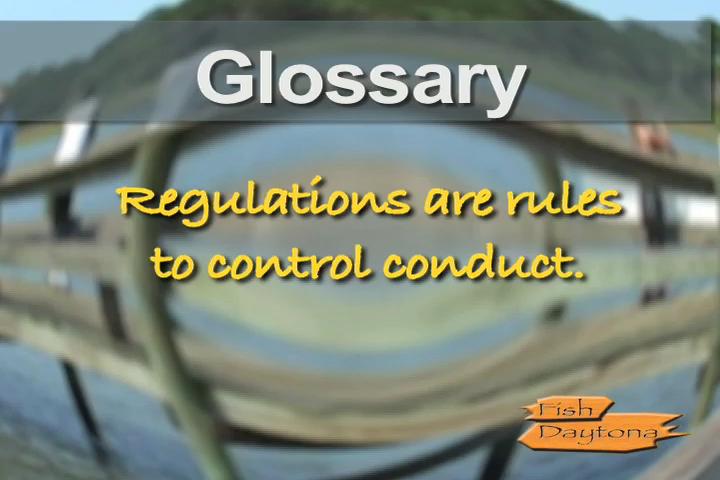 Glossary
Regulations are rules
to control conduct.
Fish
Daytona